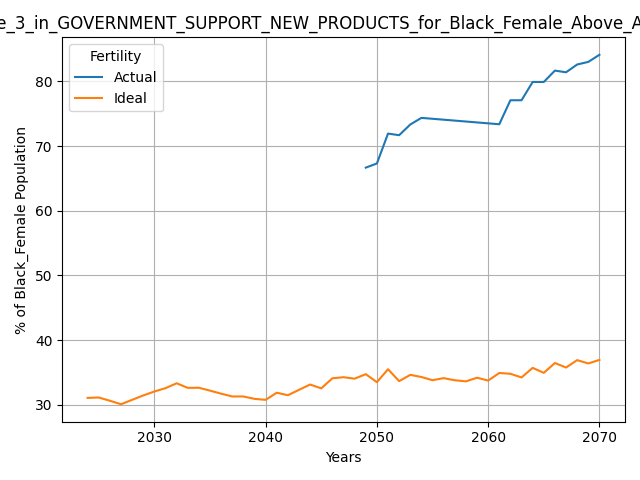 e_3_in_GOVERNMENT_SUPPORT_NEW_PRODUCTS_for_Black_Female_Above_A
Fertility
Actual
Ideal
% of Black_Female Population
80
70
60
50
40
30
2030 2040 2050 2060 2070
Years